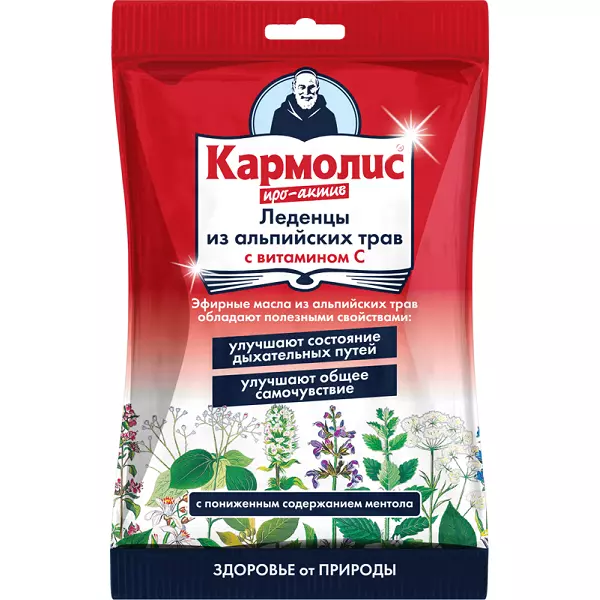 Кармолис®
про-актив
Леденцы
из альпийских трав
с витамином С
Эфирные масла из альпийских трав
обладают полезными свойствами:
улучшают состояние
дыхательных путей
улучшают общее
самочувствие
с пониженным содержанием ментола
ЗДОРОВЬЕ от ПРИРОДЫ